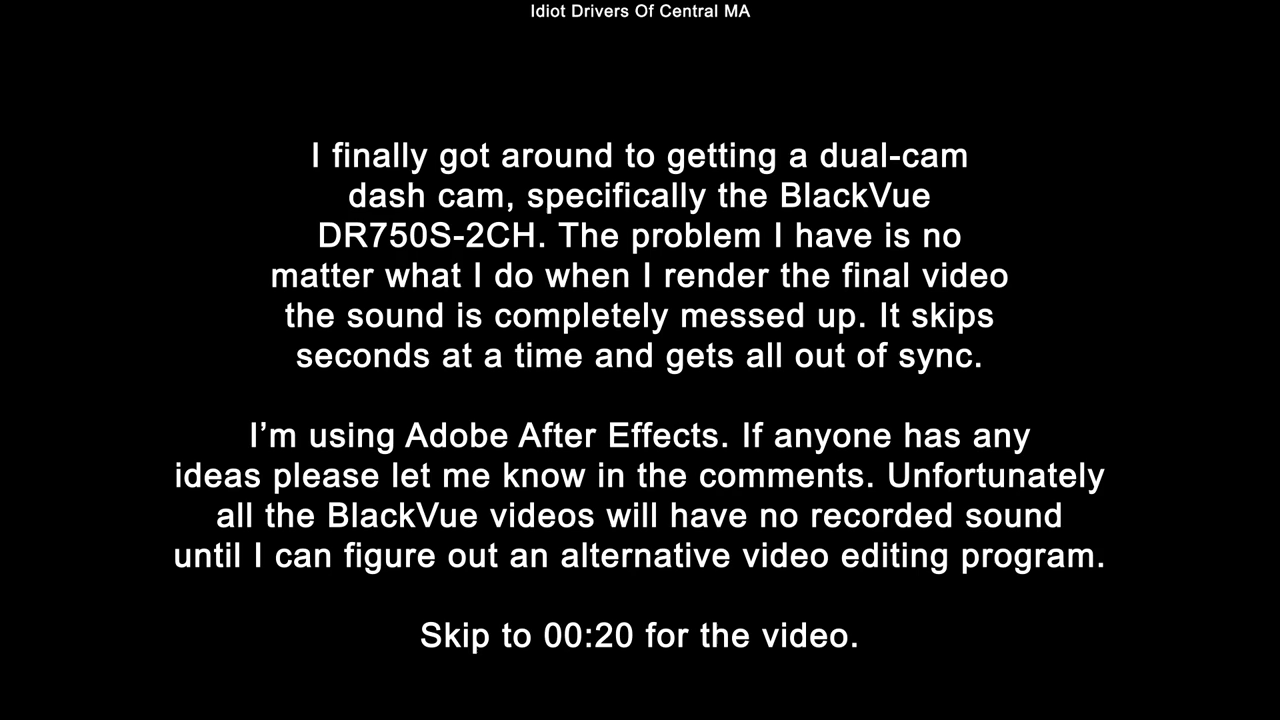 Idiot Drivers Of Central MA
I finally got around to getting a dual-cam
dash cam, specifically the BlackVue
DR750S-2CH. The problem I have is no
matter what I do when I render the final video
the sound is completely messed up. It skips
seconds at a time and gets all out of sync.
I’m using Adobe After Effects. If anyone has any
ideas please let me know in the comments. Unfortunately
all the BlackVue videos will have no recorded sound
until I can figure out an alternative video editing program.
Skip to 00:20 for the video.